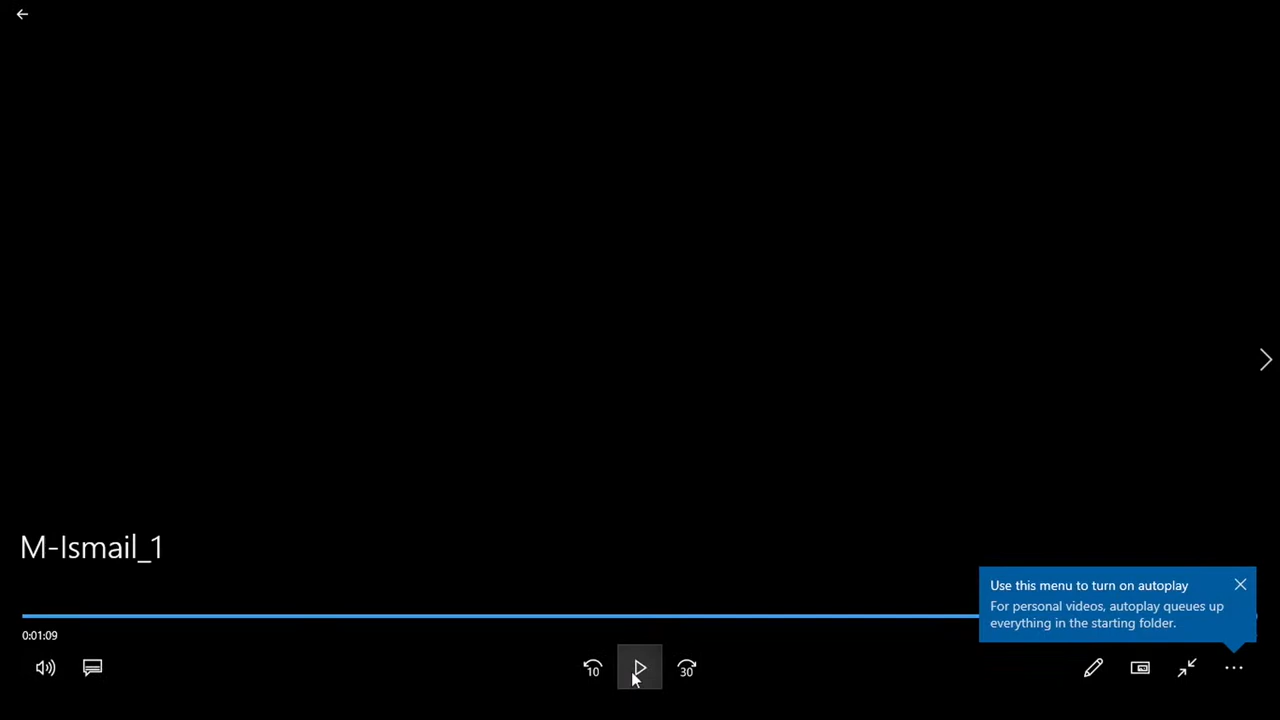 M-Ismail_1
Use this menu to turn on autoplay
For personal videos, autoplay queues up
everything in the starting folder.
0:01:09
10
30